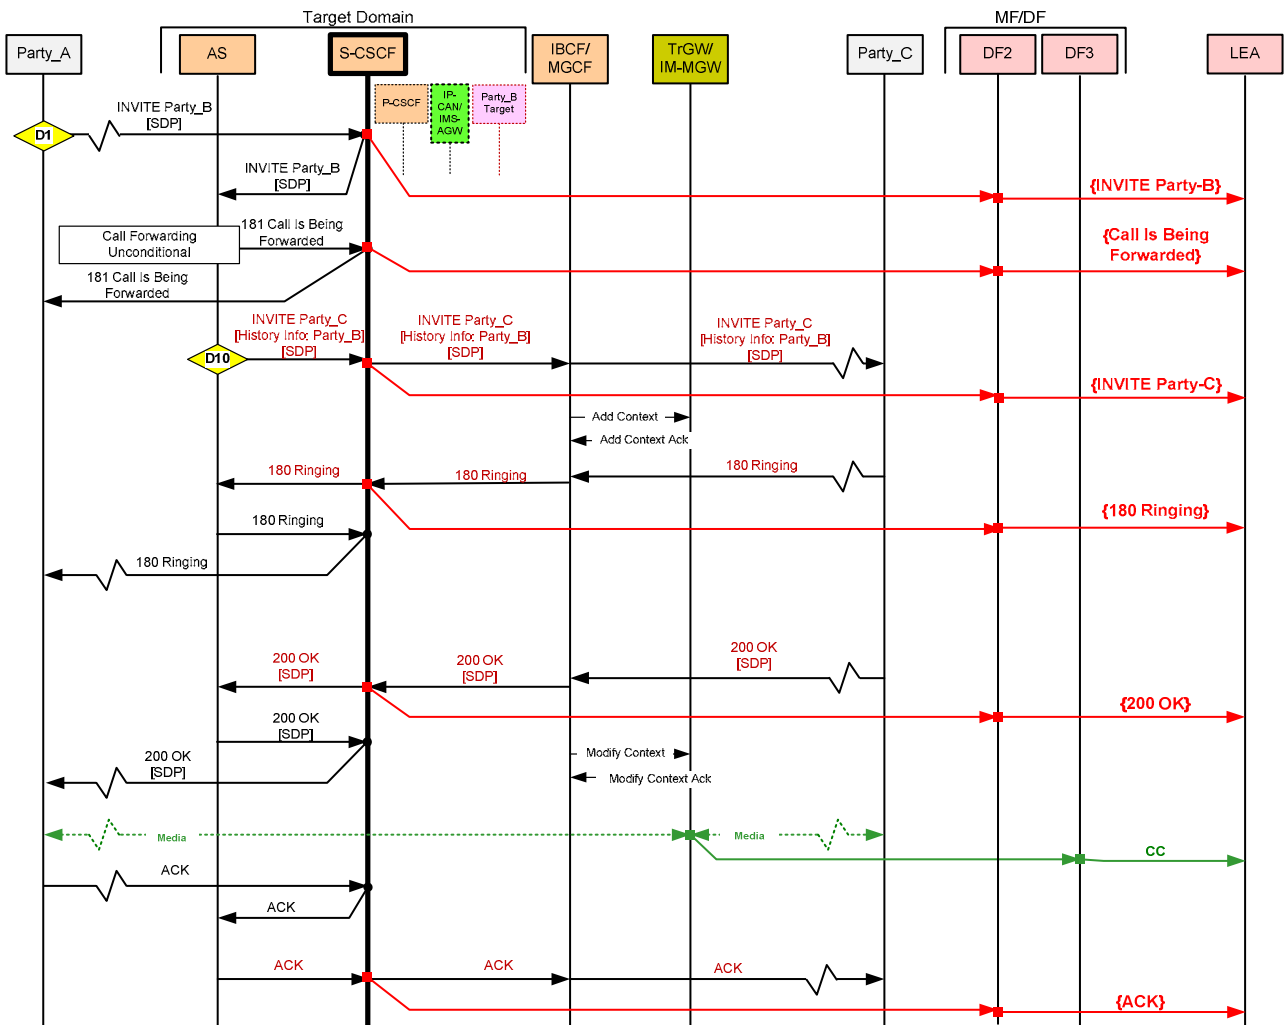 Target Domain
MF/DF
Party_A
AS
S-CSCF
IBCF/
MGCF
TrGW/
IM-MGW
Party_C
DF2
DF3
LEA
P-CSCF
IP-
CAN/
IMS-
AGW
Party_B
Target
INVITE Party_B
[SDP]
D1
INVITE Party_B
[SDP]
{INVITE Party-B}
Call Forwarding
Unconditional
181 Call Is Being
Forwarded
{Call Is Being
Forwarded}
181 Call Is Being
Forwarded
INVITE Party_C
[History Info: Party_B]
[SDP]
INVITE Party_C
[History Info: Party_B]
[SDP]
INVITE Party_C
[History Info: Party_B]
[SDP]
D10
{INVITE Party-C}
Add Context
Add Context Ack
180 Ringing
180 Ringing
180 Ringing
{180 Ringing}
180 Ringing
180 Ringing
200 OK
[SDP]
200 OK
[SDP]
200 OK
[SDP]
{200 OK}
200 OK
[SDP]
Modify Context
200 OK
[SDP]
Modify Context Ack
Media
Media
CC
ACK
ACK
ACK
ACK
ACK
{ACK}